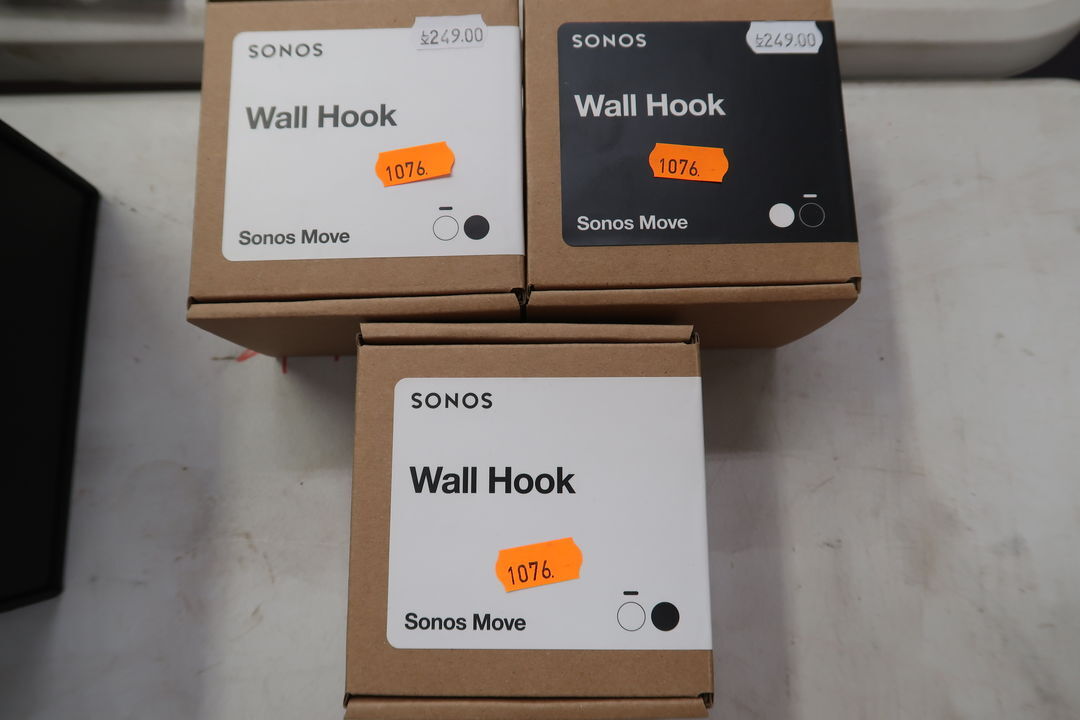 SONOS
249.00
Wall Hook
1076.
Sonos Move
SONOS
249.00
Wall Hook
1076.
Sonos Move
SONOS
Wall Hook
1076.
Sonos Move